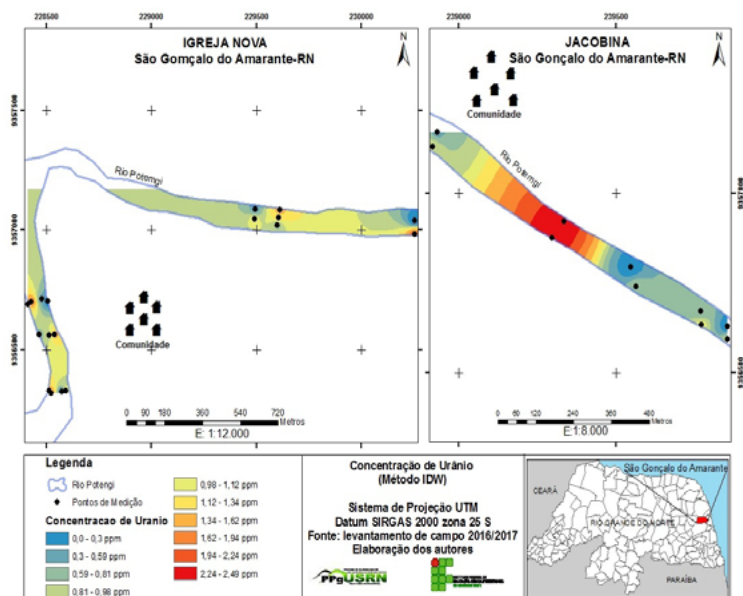 228500
229000
229500
230000
239000
239500
IGREJA NOVA
São Gomçalo do Amarante-RN
N
JACOBINA
São Gomçalo do Amarante-RN
N
Comunidade
Comunidade
Rio Potemgi
Rio Potemgi
9357500
9357000
9356500
0 90 180 360 540 720
Metros
E: 1:12.000
0 60 120 240 360 480
Metros
E:1:8.000
Legenda
Rio Potengi
Pontos de Medição
Concentracao de Uranio
0,0 - 0,3 ppm
0,3 - 0,59 ppm
0,59 - 0,81 ppm
0,81 - 0,98 ppm
0,98 - 1,12 ppm
1,12 - 1,34 ppm
1,34 - 1,62 ppm
1,62 - 1,94 ppm
1,94 - 2,24 ppm
2,24 - 2,49 ppm
Concentração de Urânio
(Método IDW)
Sistema de Projeção UTM
Datum SIRGAS 2000 zona 25 S
Fonte: levantamento de campo 2016/2017
Elaboração dos autores
PPgUSRN
São Gonçalo do Amarante
CEARÁ
RIO GRANDE DO NORTE
PARAÍBA